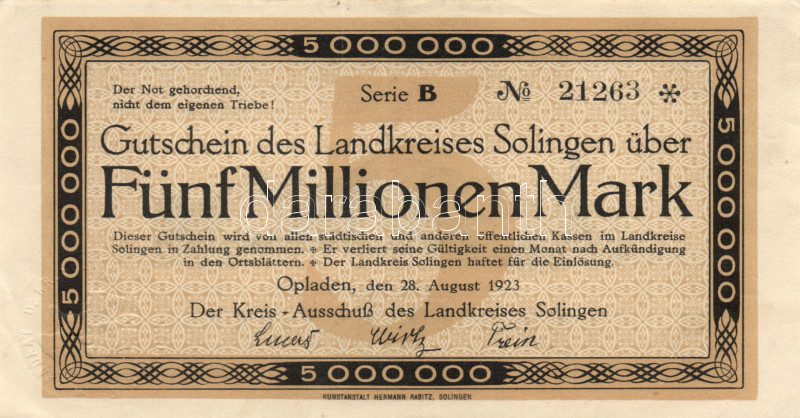 5 000 000
Der Not gehorchend,
nicht dem eigenen Triebe!
Serie B
№ 21263 ✲
5
Gutschein des Landkreises Solingen über
Fünf Millionen Mark
darabanth
Dieser Gutschein wird von allen städtischen und anderen öffentlichen Kassen im Landkreise
Solingen in Zahlung genommen. ✢ Er verliert seine Gültigkeit einen Monat nach Aufkündigung
in den Ortsblättern. ✢ Der Landkreis Solingen haftet für die Einlösung.
Opladen, den 28. August 1923
Der Kreis-Ausschuß des Landkreises Solingen
Lucas Wirtz Trein
5 000 000
5 000 000
5 000 000
KUNSTANSTALT HERMANN RABITZ, SOLINGEN